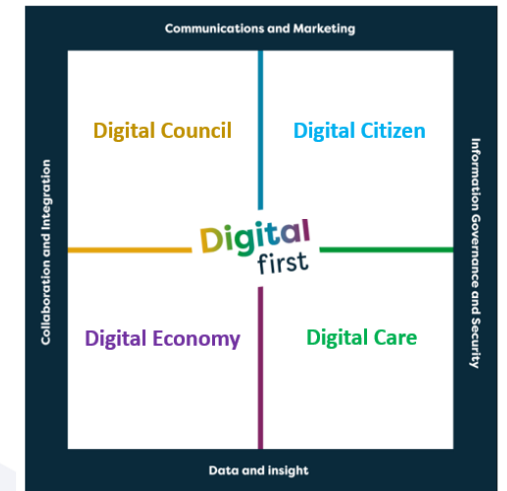 Communications and Marketing
Digital Council
Digital Citizen
Collaboration and Integration
Information Governance and Security
Digital
first
Digital Economy
Digital Care
Data and insight